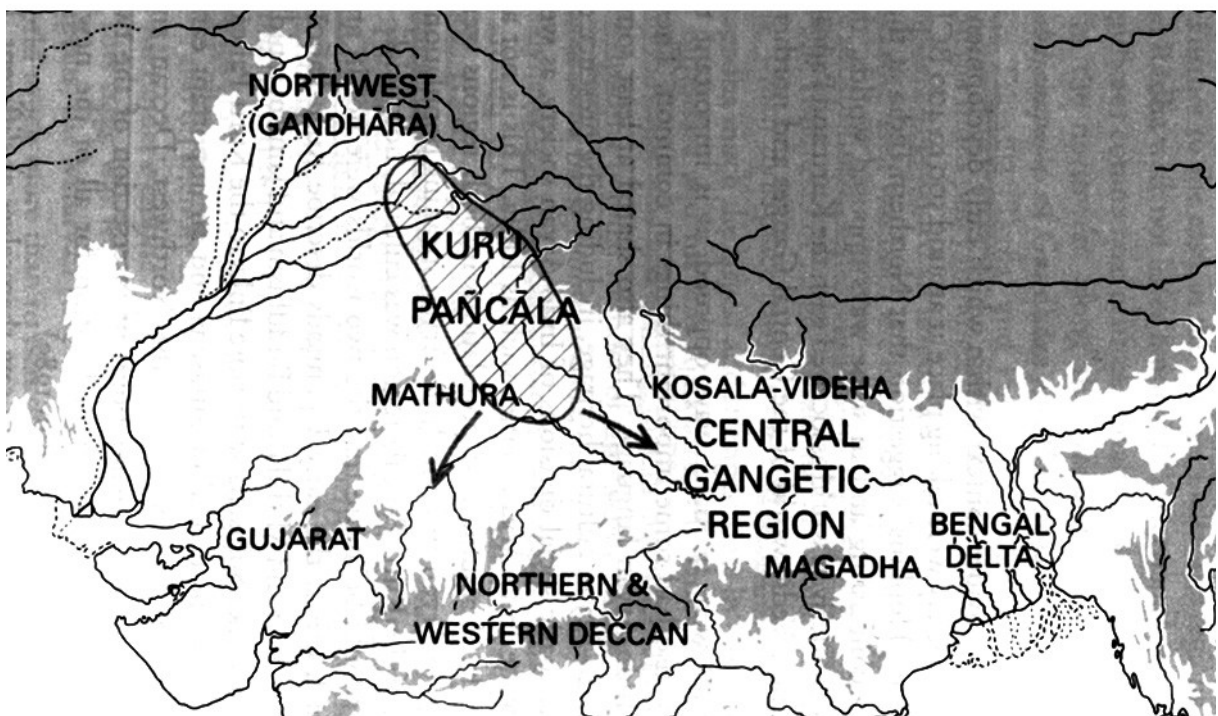 NORTHWEST
(GANDHĀRA)
KURU
PAÑCĀLA
MATHURA
KOSALA-VIDEHA
CENTRAL
GANGETIC
REGION
GUJARAT
BENGAL
DELTA
MAGADHA
NORTHERN &
WESTERN DECCAN